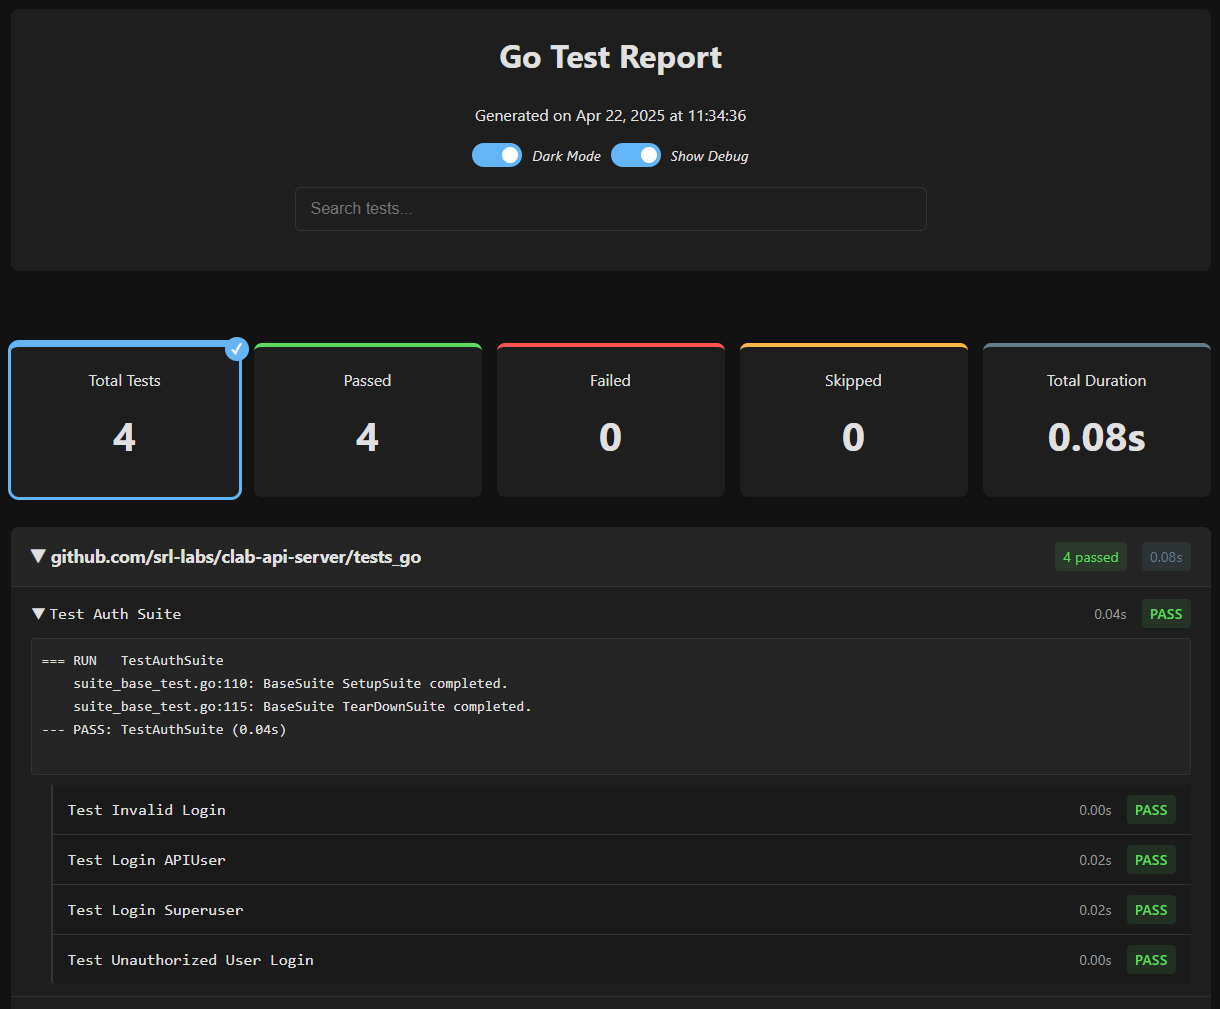 Go Test Report
Generated on Apr 22, 2025 at 11:34:36
Dark Mode Show Debug
Search tests...
Total Tests Passed Failed Skipped Total Duration
4 4 0 0 0.08s
▼ github.com/srl-labs/clab-api-server/tests_go 4 passed 0.08s
▼ Test Auth Suite 0.04s PASS
=== RUN   TestAuthSuite
    suite_base_test.go:110: BaseSuite SetupSuite completed.
    suite_base_test.go:115: BaseSuite TearDownSuite completed.
--- PASS: TestAuthSuite (0.04s)
Test Invalid Login 0.00s PASS
Test Login APIUser 0.02s PASS
Test Login Superuser 0.02s PASS
Test Unauthorized User Login 0.00s PASS